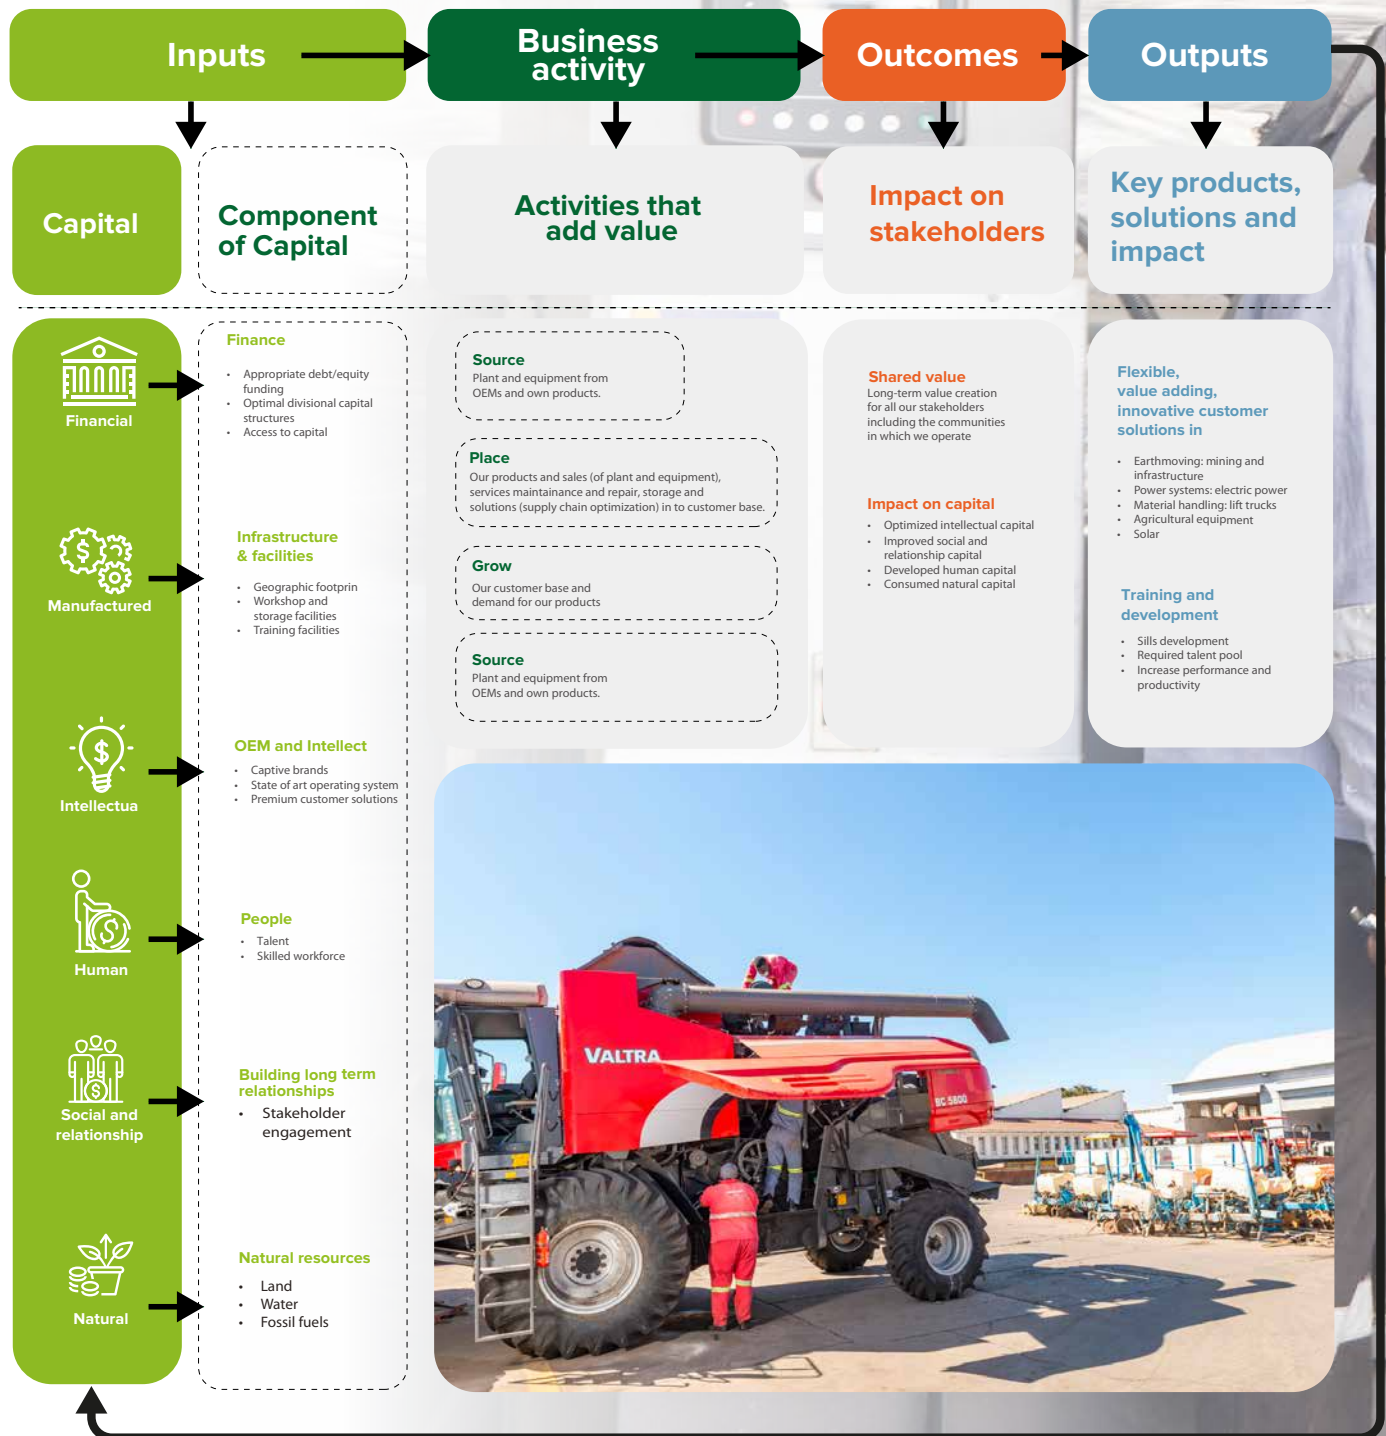 Inputs
Business
activity
Outcomes
Outputs
Capital
Component
of Capital
Activities that
add value
Impact on
stakeholders
Key products,
solutions and
impact
Financial
Finance
• Appropriate debt/equity
funding
• Optimal divisional capital
structures
• Access to capital
Manufactured
Infrastructure
& facilities
• Geographic footprin
• Workshop and
storage facilities
• Training facilities
Intellectua
OEM and Intellect
• Captive brands
• State of art operating system
• Premium customer solutions
Human
People
• Talent
• Skilled workforce
Social and
relationship
Building long term
relationships
• Stakeholder
engagement
Natural
Natural resources
• Land
• Water
• Fossil fuels
Source
Plant and equipment from
OEMs and own products.
Place
Our products and sales (of plant and equipment),
services maintainance and repair, storage and
solutions (supply chain optimization) in to customer base.
Grow
Our customer base and
demand for our products
Source
Plant and equipment from
OEMs and own products.
Shared value
Long-term value creation
for all our stakeholders
including the communities
in which we operate
Impact on capital
• Optimized intellectual capital
• Improved social and
relationship capital
• Developed human capital
• Consumed natural capital
Flexible,
value adding,
innovative customer
solutions in
• Earthmoving: mining and
infrastructure
• Power systems: electric power
• Material handling: lift trucks
• Agricultural equipment
• Solar
Training and
development
• Sills development
• Required talent pool
• Increase performance and
productivity
VALTRA
BC 5800